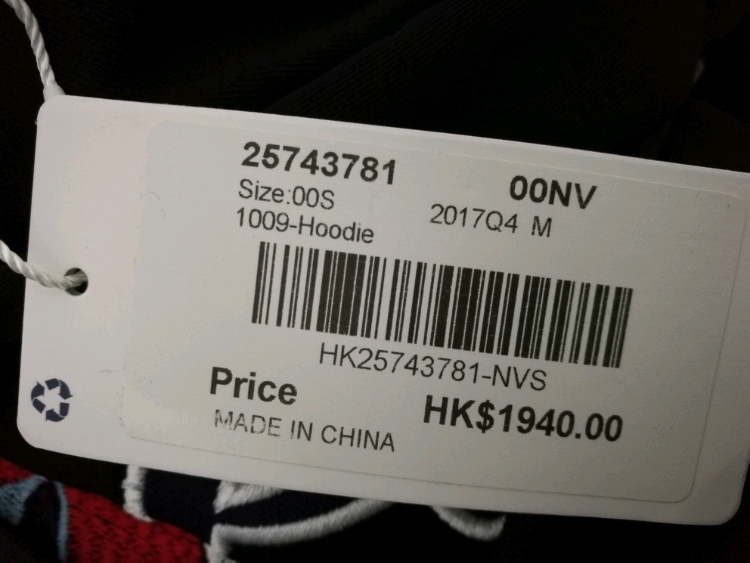 25743781 00NV
Size:00S 2017Q4 M
1009-Hoodie
HK25743781-NVS
Price HK$1940.00
MADE IN CHINA